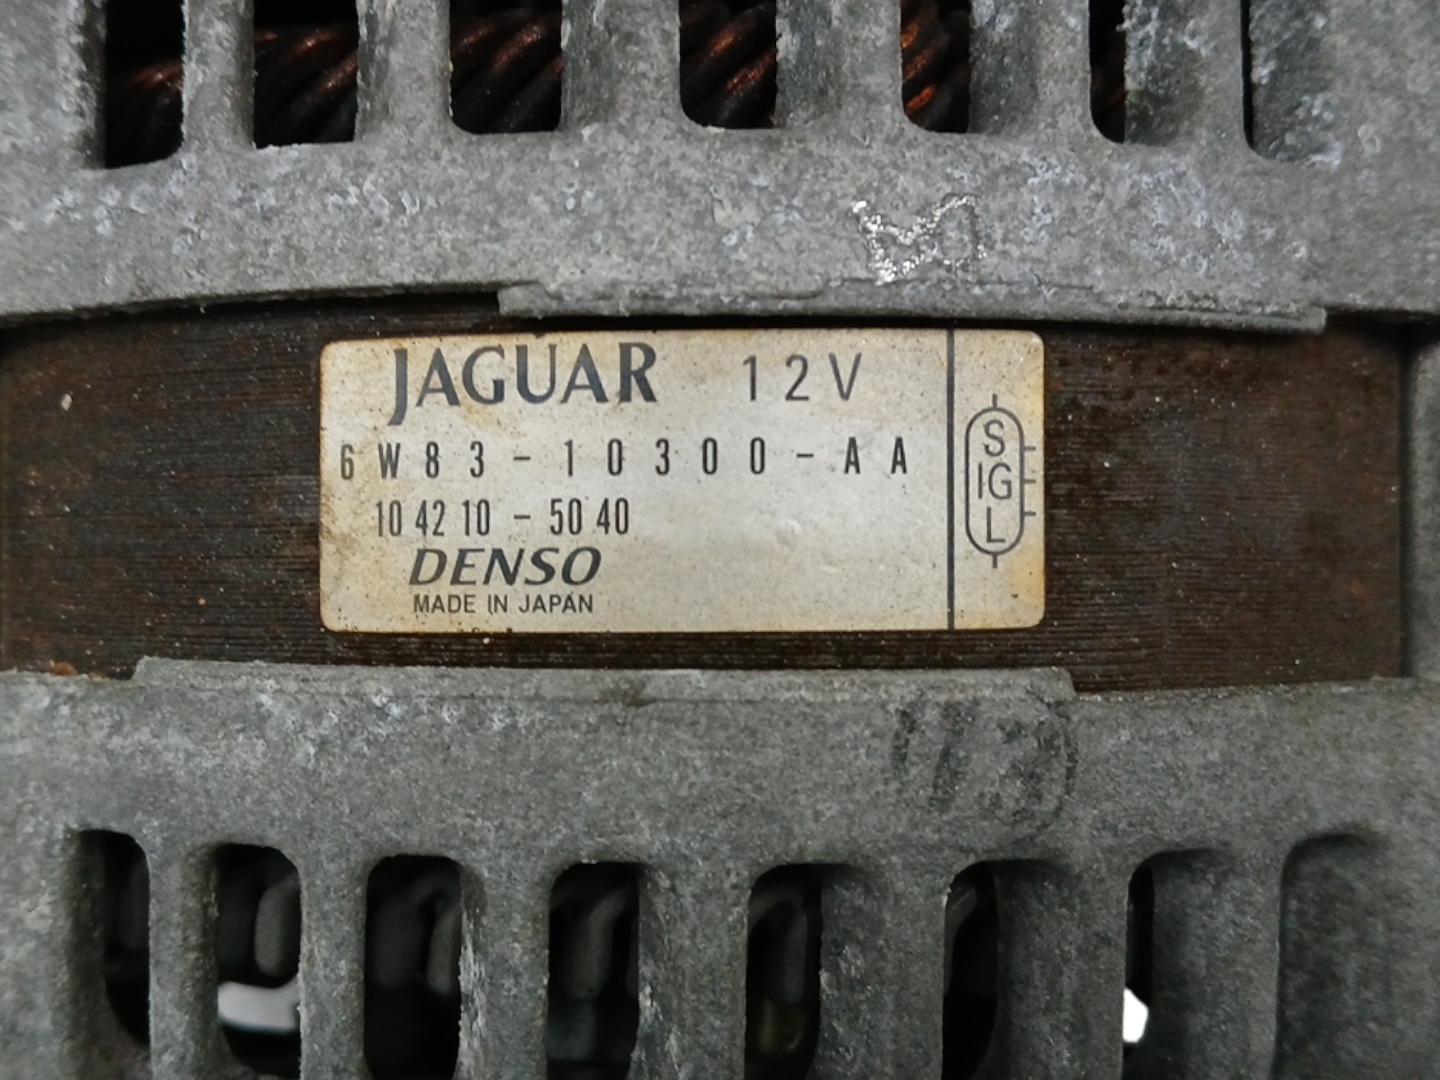 JAGUAR 12V
6W83-10300-AA
104210-5040
DENSO
MADE IN JAPAN
S
IG
L